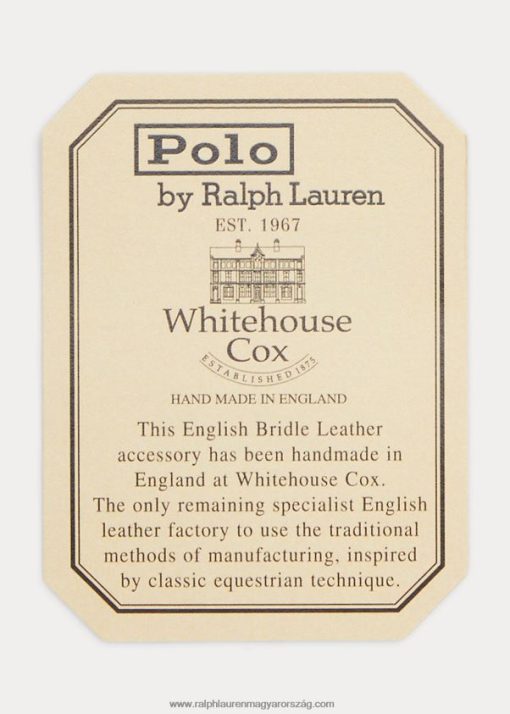 Polo
by Ralph Lauren
EST. 1967
Whitehouse
Cox
ESTABLISHED 1875
HAND MADE IN ENGLAND
This English Bridle Leather
accessory has been handmade in
England at Whitehouse Cox.
The only remaining specialist English
leather factory to use the traditional
methods of manufacturing, inspired
by classic equestrian technique.
www.ralphlaurenmagyarország.com